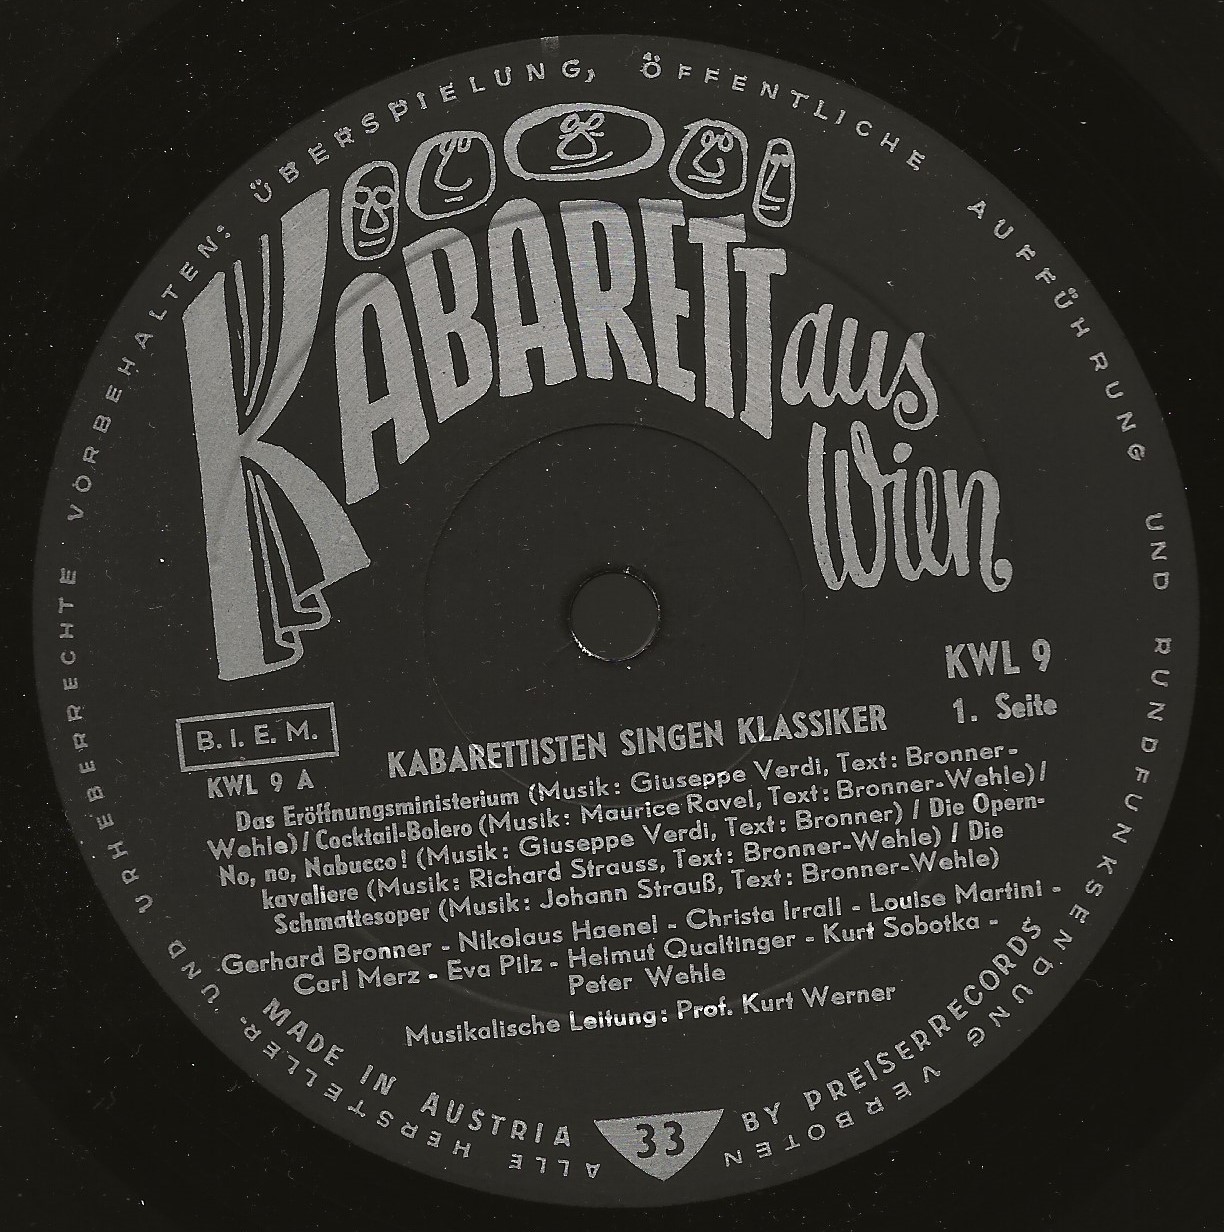 ALLE HERSTELLER- UND URHEBERRECHTE VORBEHALTEN: ÜBERSPIELUNG, ÖFFENTLICHE AUFFÜHRUNG UND RUNDFUNKSENDUNG VERBOTEN
KABARETT aus
Wien
KWL 9
1. Seite
B.I.E.M.
KWL 9 A
KABARETTISTEN SINGEN KLASSIKER
Das Eröffnungsministerium (Musik: Giuseppe Verdi, Text: Bronner-
Wehle)/Cocktail-Bolero (Musik: Maurice Ravel, Text: Bronner-Wehle)/
No, no, Nabucco! (Musik: Giuseppe Verdi, Text: Bronner) / Die Opern-
kavaliere (Musik: Richard Strauss, Text: Bronner-Wehle) / Die
Schmattesoper (Musik: Johann Strauß, Text: Bronner-Wehle)
Gerhard Bronner - Nikolaus Haenel - Christa Irrall - Louise Martini -
Carl Merz - Eva Pilz - Helmut Qualtinger - Kurt Sobotka -
Peter Wehle
Musikalische Leitung: Prof. Kurt Werner
MADE IN AUSTRIA 33 BY PREISERRECORDS